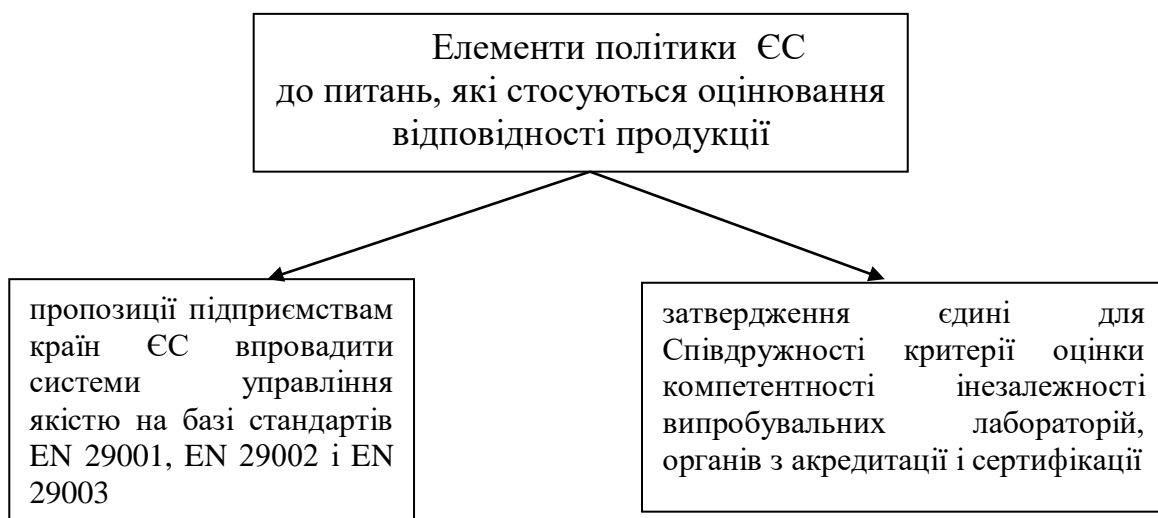 Елементи політики ЄС
до питань, які стосуються оцінювання
відповідності продукції
пропозиції підприємствам
країн ЄС впровадити
системи управління
якістю на базі стандартів
EN 29001, EN 29002 і EN
29003
затвердження єдині для
Співдружності критерії оцінки
компетентності інезалежності
випробувальних лабораторій,
органів з акредитації і сертифікації